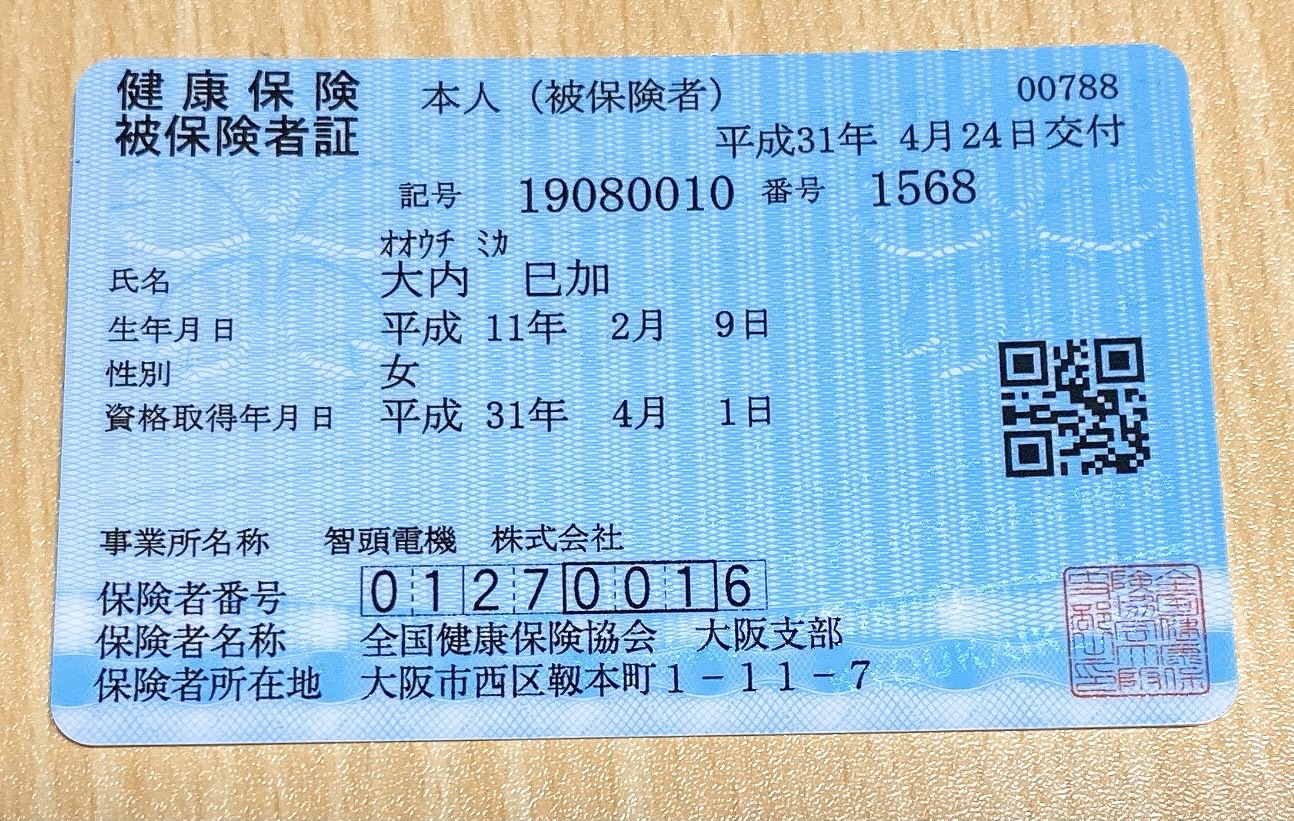 健康保険 本人（被保険者） 00788
被保険者証 平成31年 4月24日交付
記号 19080010 番号 1568
ｵｵｳﾁ ﾐｶ
氏名 大内 巳加
生年月日 平成 11年 2月 9日
性別 女
資格取得年月日 平成 31年 4月 1日
事業所名称 智頭電機 株式会社
保険者番号 01270016
保険者名称 全国健康保険協会 大阪支部
保険者所在地 大阪市西区靱本町1－11－7